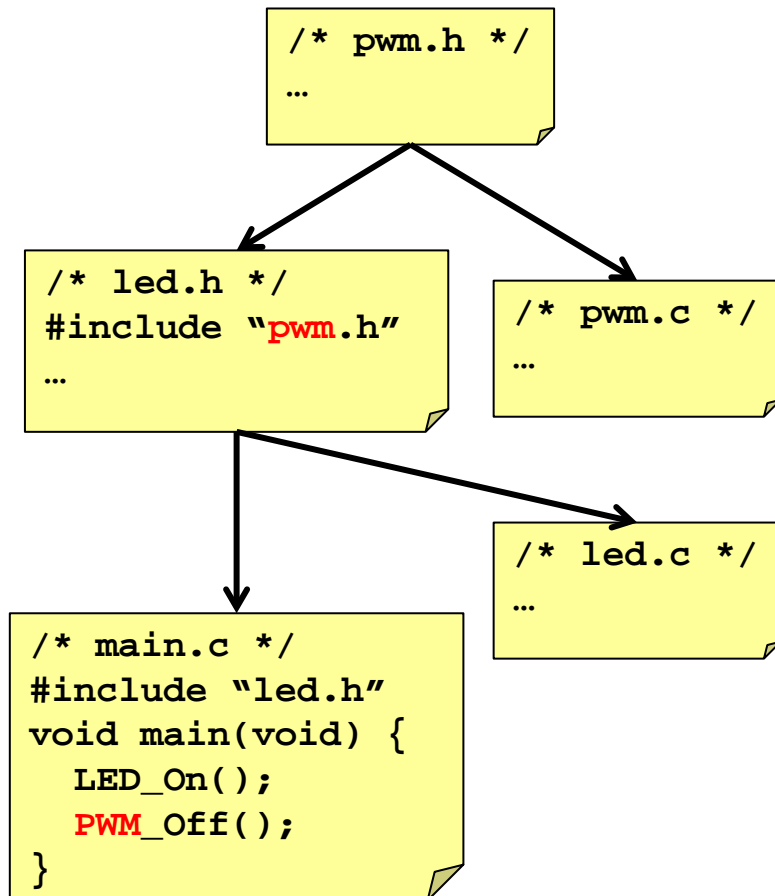 /* pwm.h */
…
/* led.h */
#include “pwm.h”
…
/* pwm.c */
…
/* led.c */
…
/* main.c */
#include “led.h”
void main(void) {
  LED_On();
  PWM_Off();
}